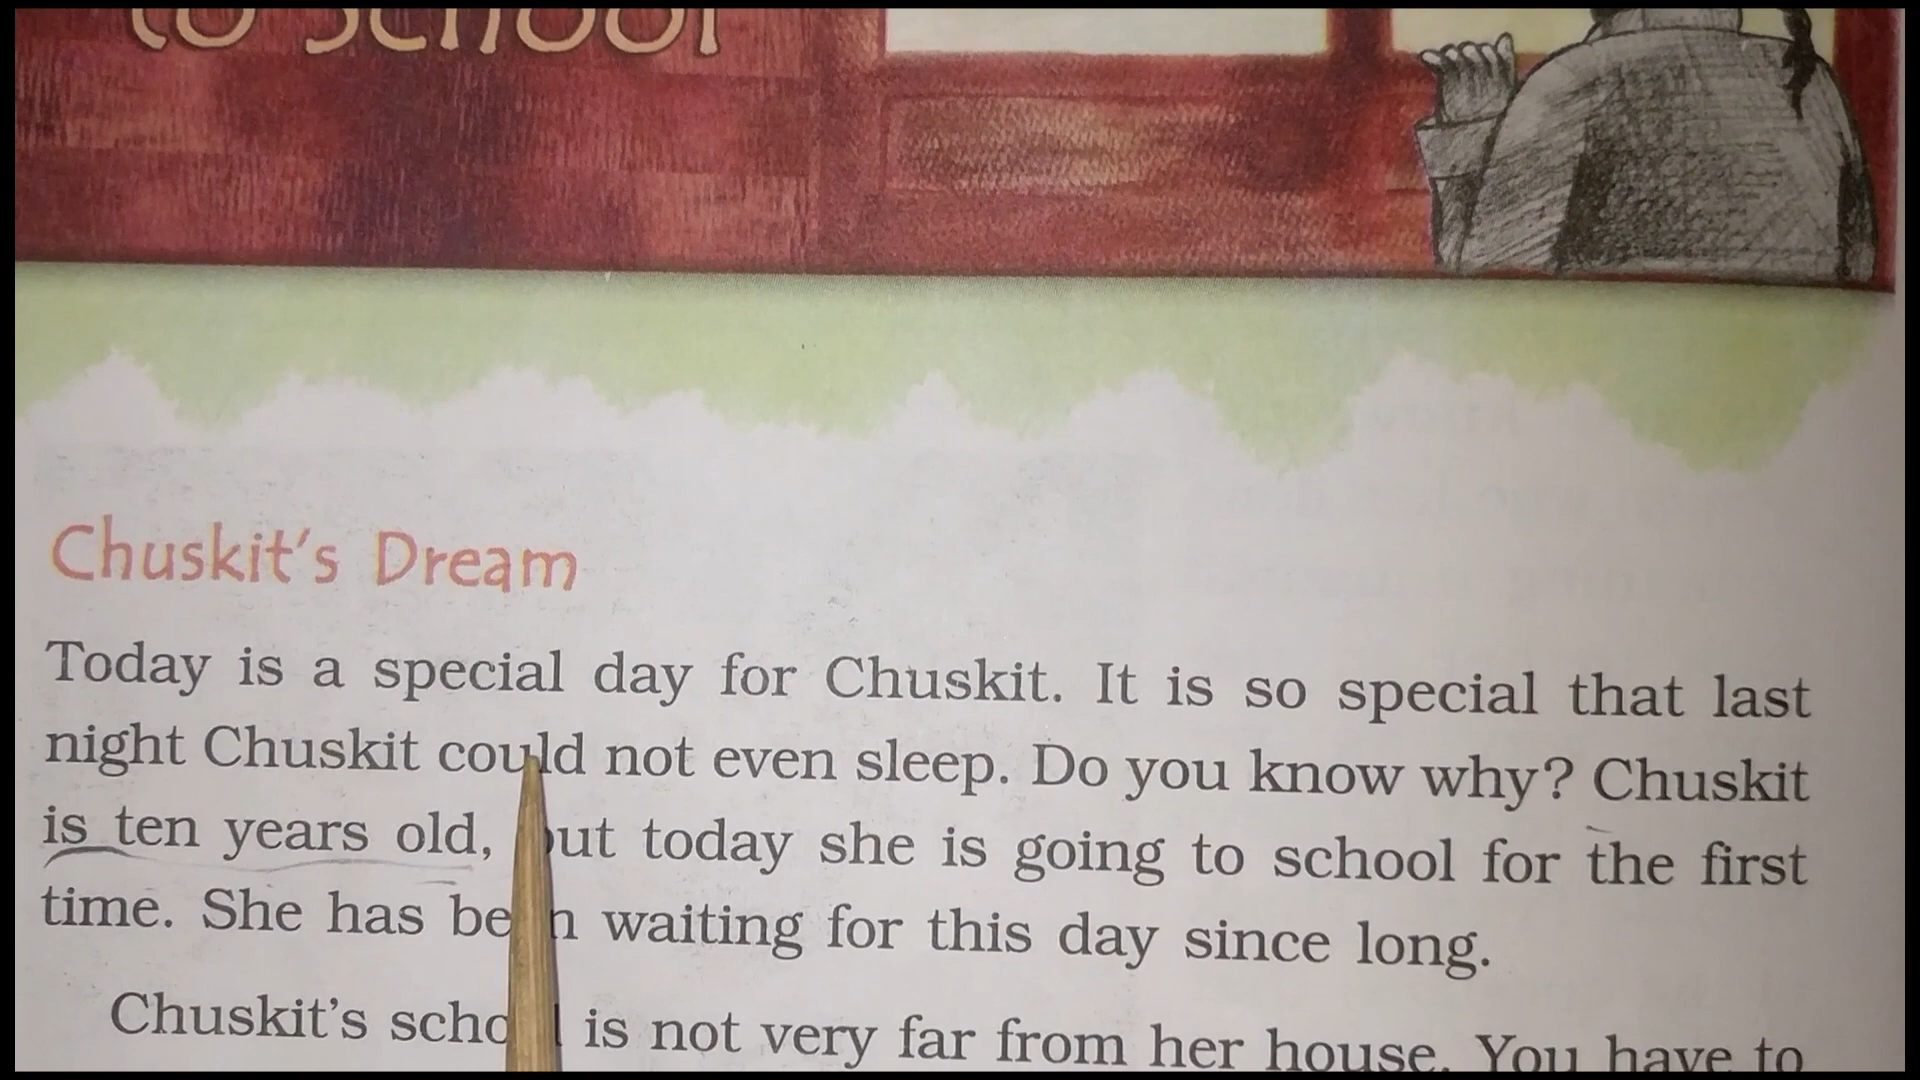 to School
Chuskit's Dream
Today is a special day for Chuskit. It is so special that last
night Chuskit could not even sleep. Do you know why? Chuskit
is ten years old, but today she is going to school for the first
time. She has been waiting for this day since long.
Chuskit's school is not very far from her house. You have to